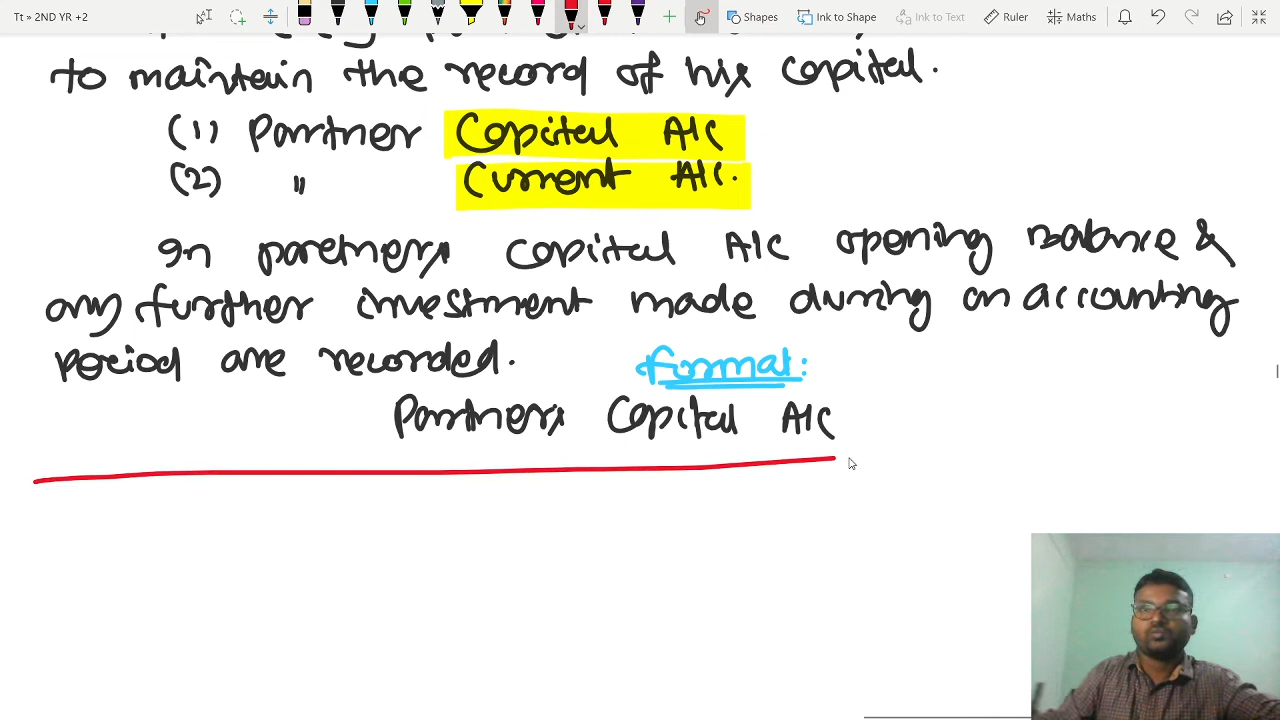 Tt » 2ND YR +2
Shapes
Ink to Shape
Ink to Text
Ruler
Maths
to maintain the record of his capital.
(1) Partner Capital A/C
(2) " Current A/C.
In partners Capital A/C opening Balance &
any further investment made during an accounting
period are recorded. Format:
Partners Capital A/C